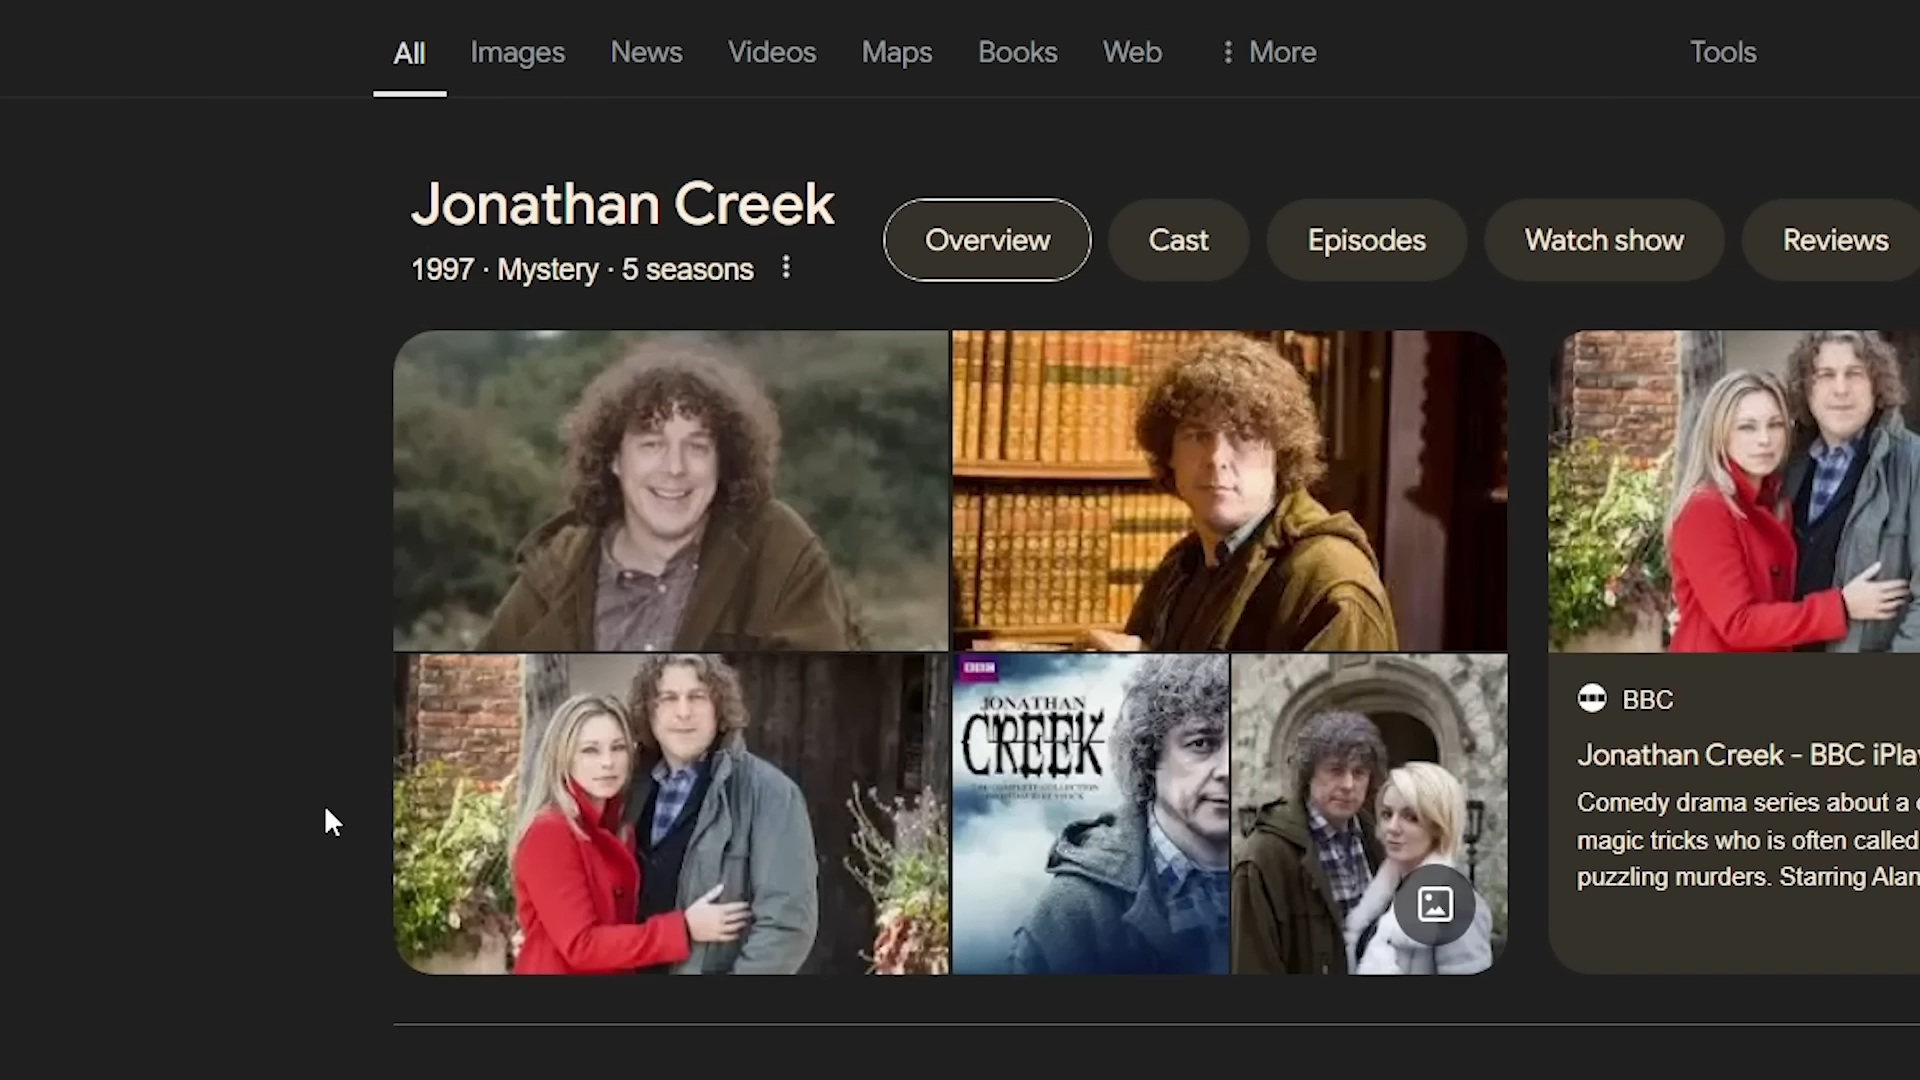 All Images News Videos Maps Books Web More Tools
Jonathan Creek
1997 · Mystery · 5 seasons
Overview Cast Episodes Watch show Reviews
BBC
JONATHAN
CREEK
BBC
Jonathan Creek - BBC iPlay
Comedy drama series about a
magic tricks who is often called
puzzling murders. Starring Alan